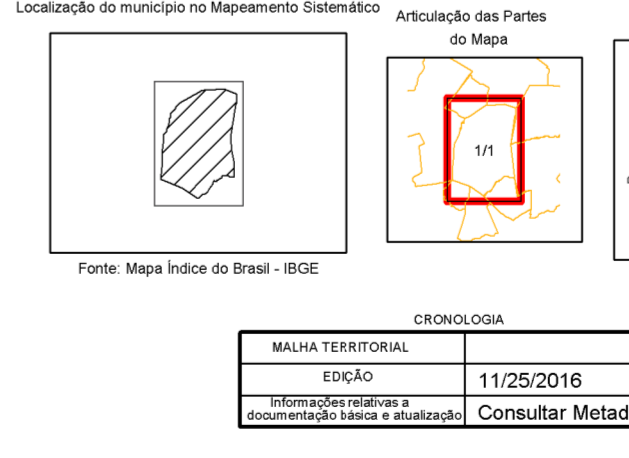 Localização do município no Mapeamento Sistemático
Articulação das Partes
do Mapa
1/1
Fonte: Mapa Índice do Brasil - IBGE
CRONOLOGIA
MALHA TERRITORIAL
EDIÇÃO
11/25/2016
Informações relativas a
documentação básica e atualização
Consultar Metad